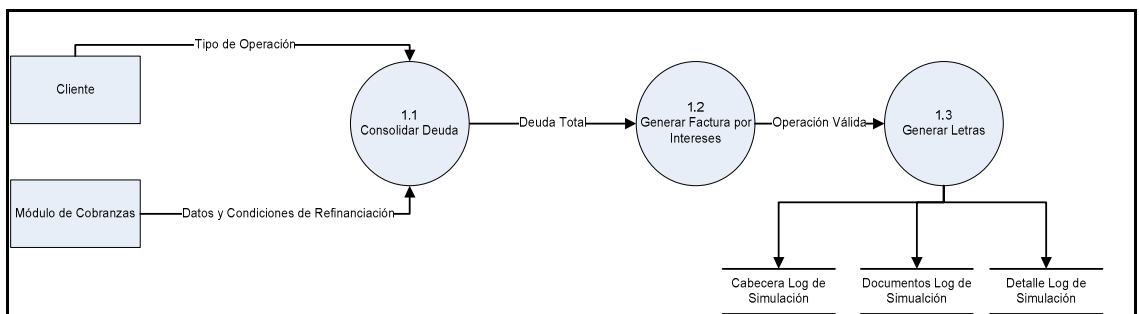 Tipo de Operación
Cliente
1.1
Consolidar Deuda
Deuda Total
1.2
Generar Factura por
Intereses
Operación Válida
1.3
Generar Letras
Módulo de Cobranzas
Datos y Condiciones de Refinanciación
Cabecera Log de
Simulación
Documentos Log de
Simualción
Detalle Log de
Simulación